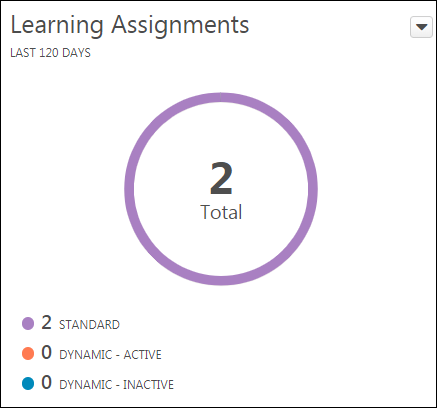 Learning Assignments
LAST 120 DAYS
2
Total
2 STANDARD
0 DYNAMIC - ACTIVE
0 DYNAMIC - INACTIVE